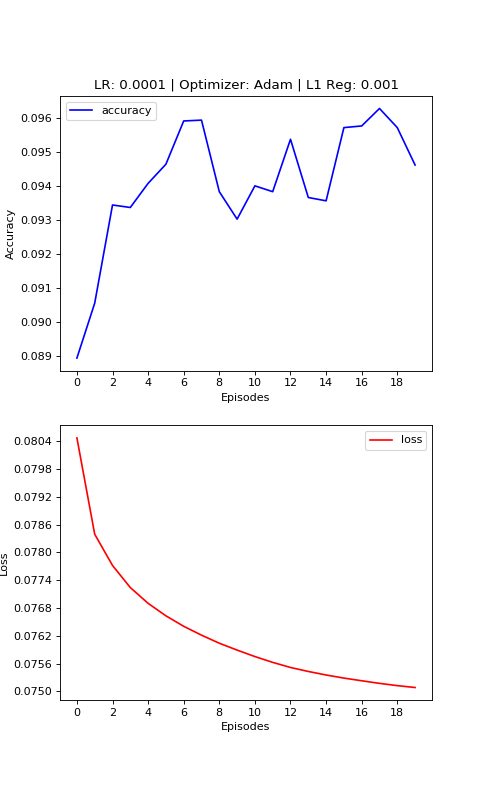 LR: 0.0001 | Optimizer: Adam | L1 Reg: 0.001
accuracy
Accuracy
0.096
0.095
0.094
0.093
0.092
0.091
0.090
0.089
0 2 4 6 8 10 12 14 16 18
Episodes
loss
Loss
0.0804
0.0798
0.0792
0.0786
0.0780
0.0774
0.0768
0.0762
0.0756
0.0750
0 2 4 6 8 10 12 14 16 18
Episodes